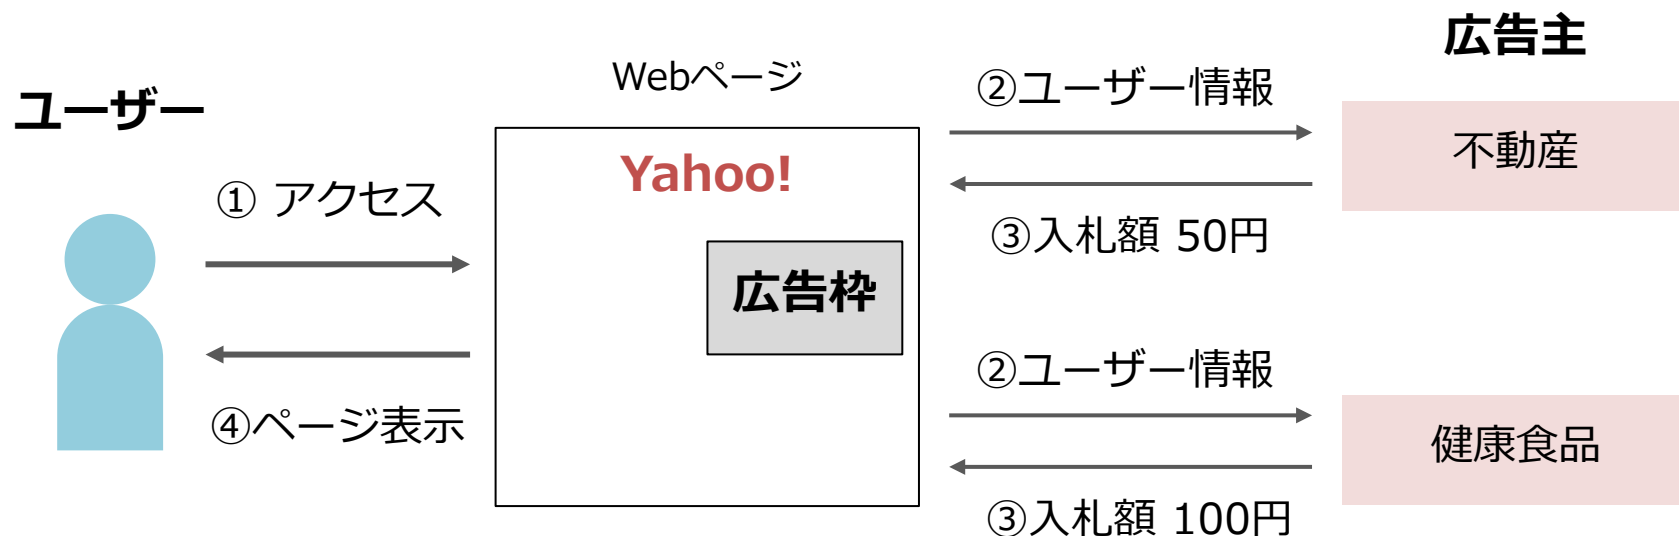 広告主
Webページ
ユーザー
②ユーザー情報
不動産
Yahoo!
① アクセス
③入札額 50円
広告枠
②ユーザー情報
④ページ表示
健康食品
③入札額 100円